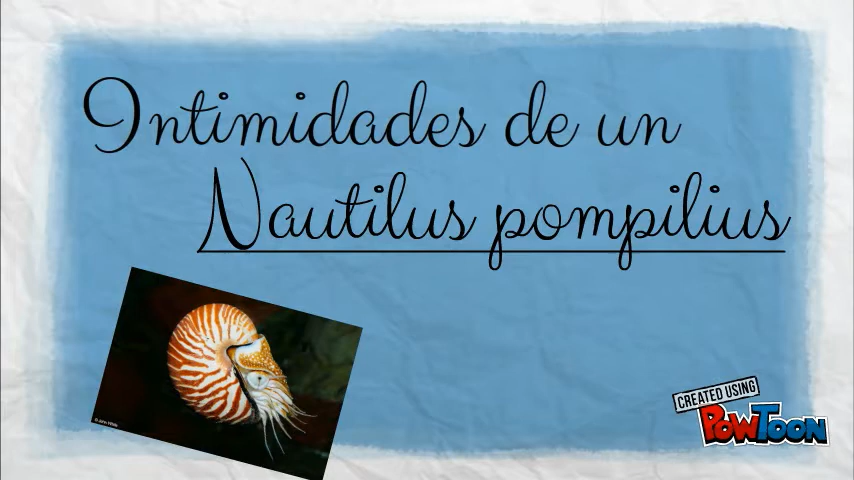 Intimidades de un
Nautilus pompilius
CREATED USING
POWTOON